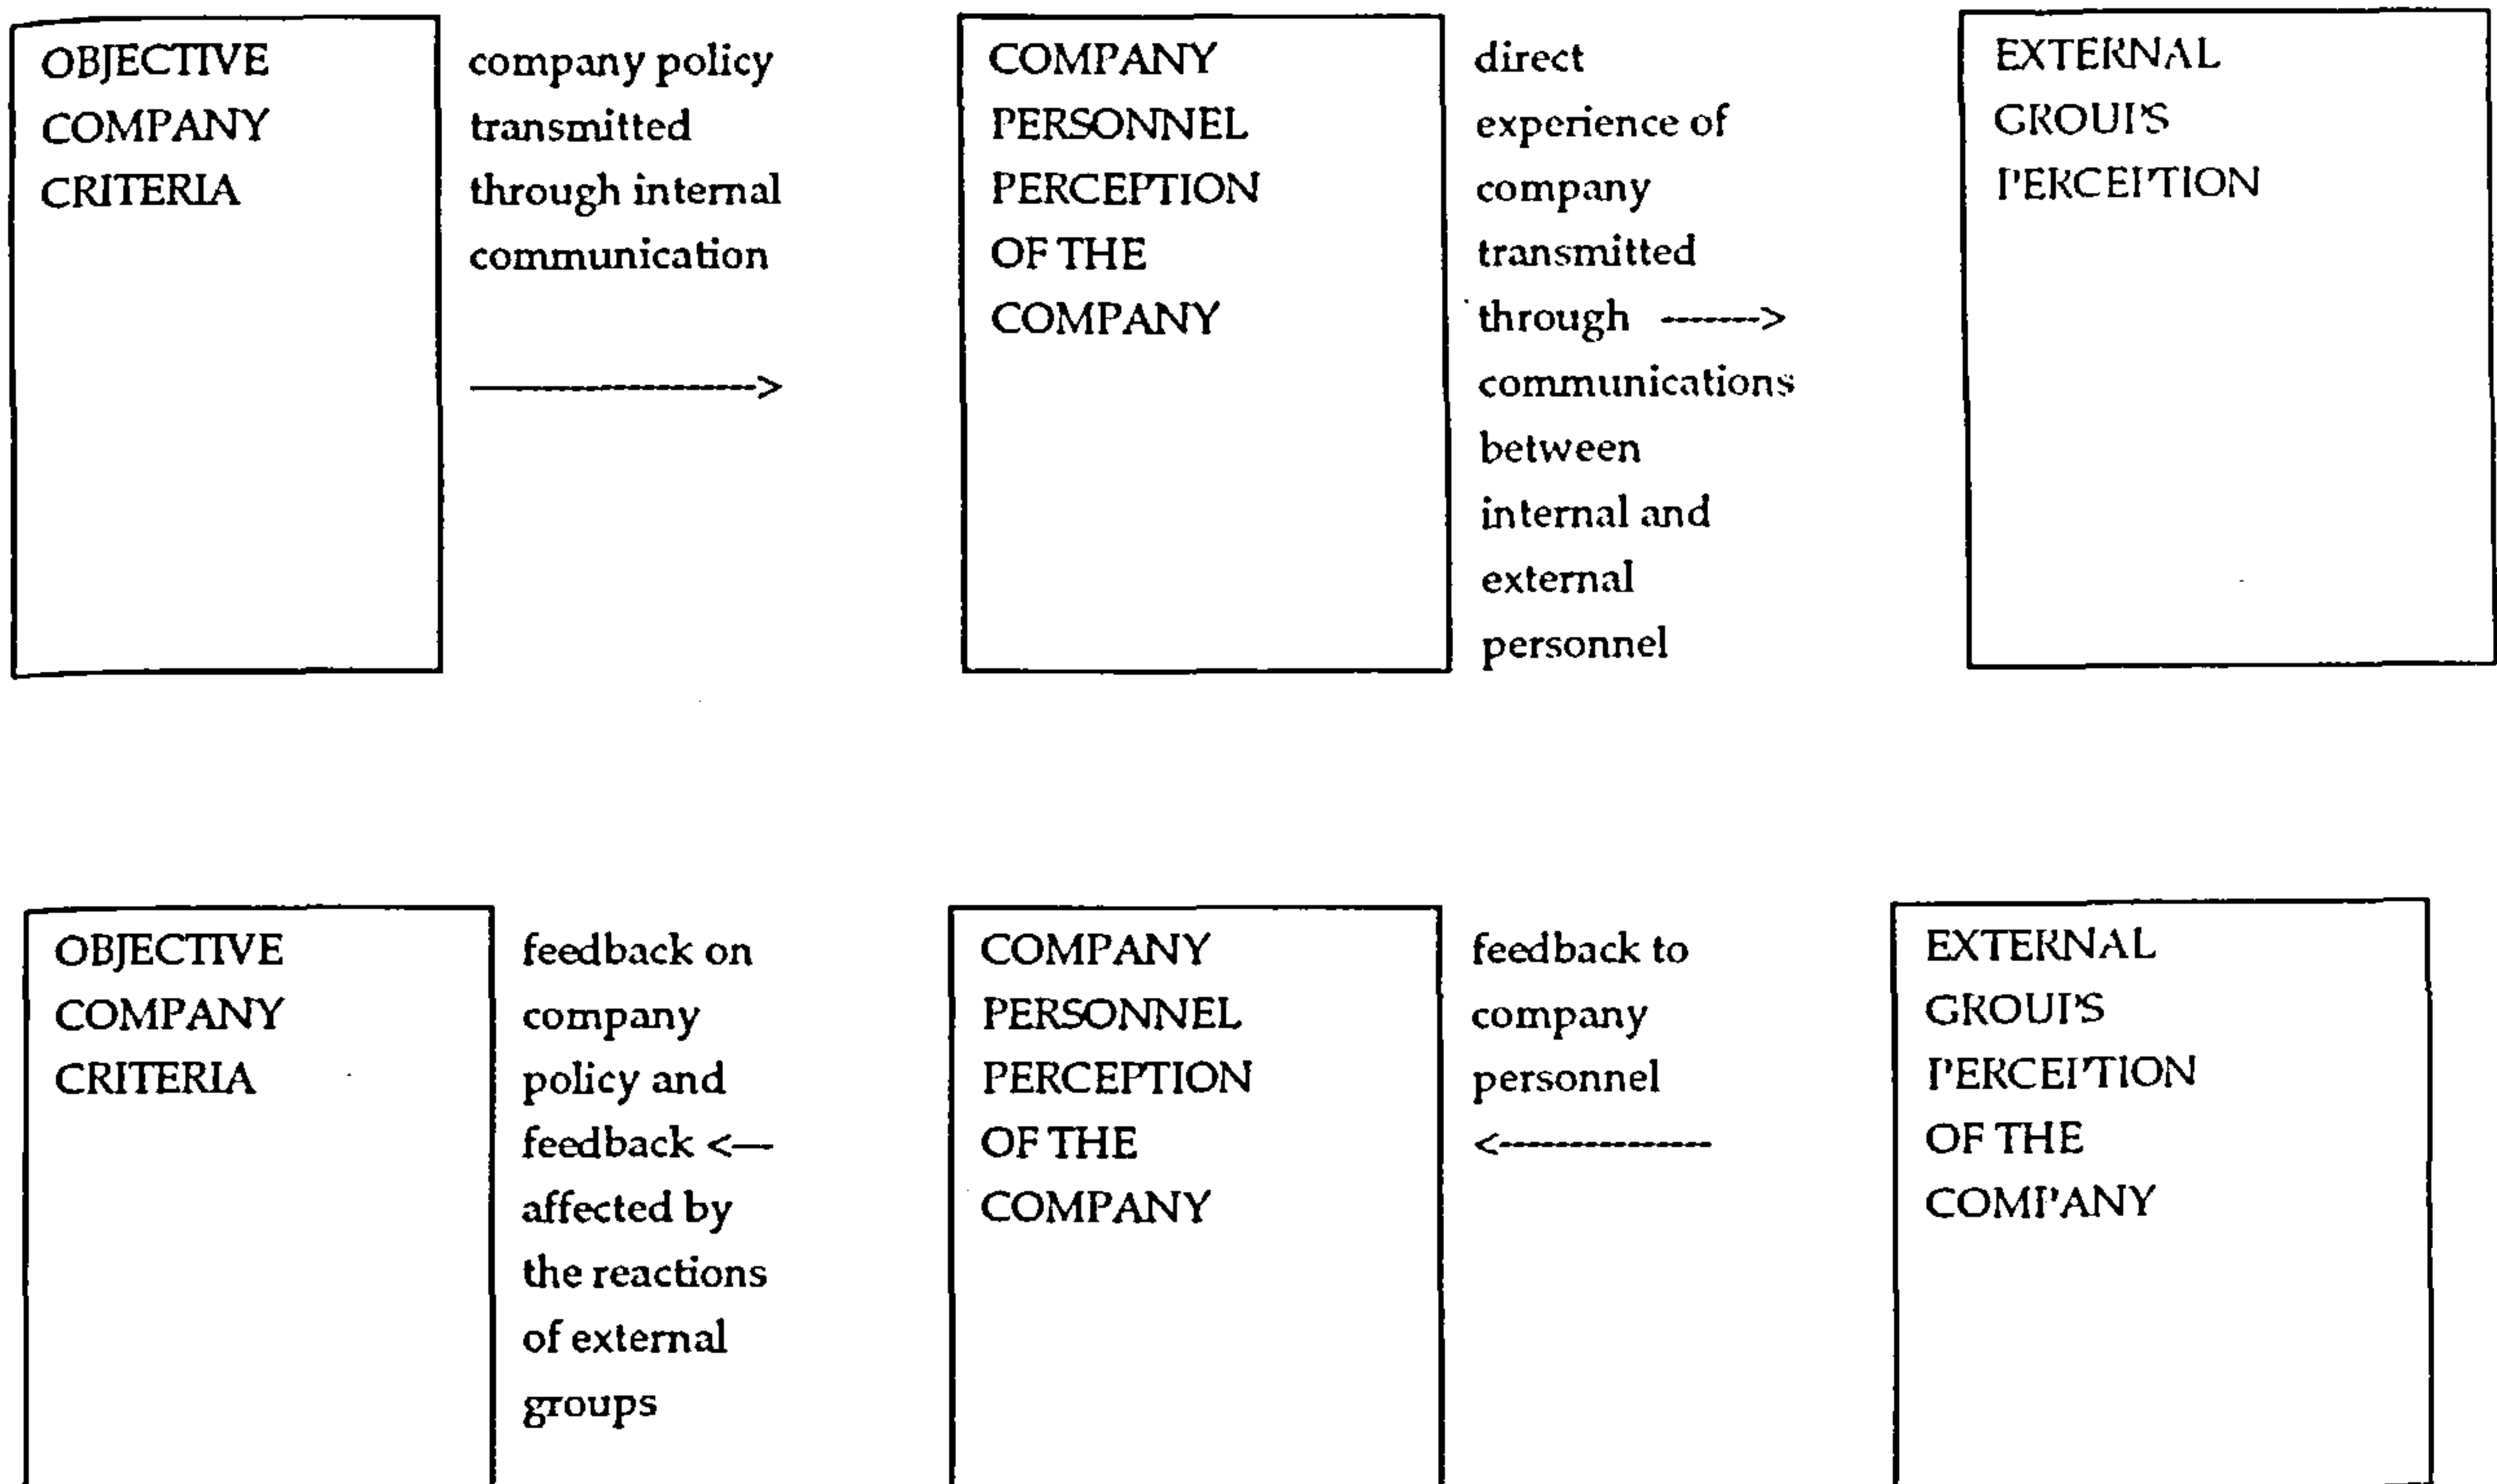 OBJECTIVE
COMPANY
CRITERIA
company policy
transmitted
through internal
communication
———————>
COMPANY
PERSONNEL
PERCEPTION
OF THE
COMPANY
direct
experience of
company
transmitted
through ------>
communications
between
internal and
external
personnel
EXTERNAL
GROUPS
PERCEPTION
OBJECTIVE
COMPANY
CRITERIA
feedback on
company
policy and
feedback <—
affected by
the reactions
of external
groups
COMPANY
PERSONNEL
PERCEPTION
OF THE
COMPANY
feedback to
company
personnel
<--------------
EXTERNAL
GROUPS
PERCEPTION
OF THE
COMPANY